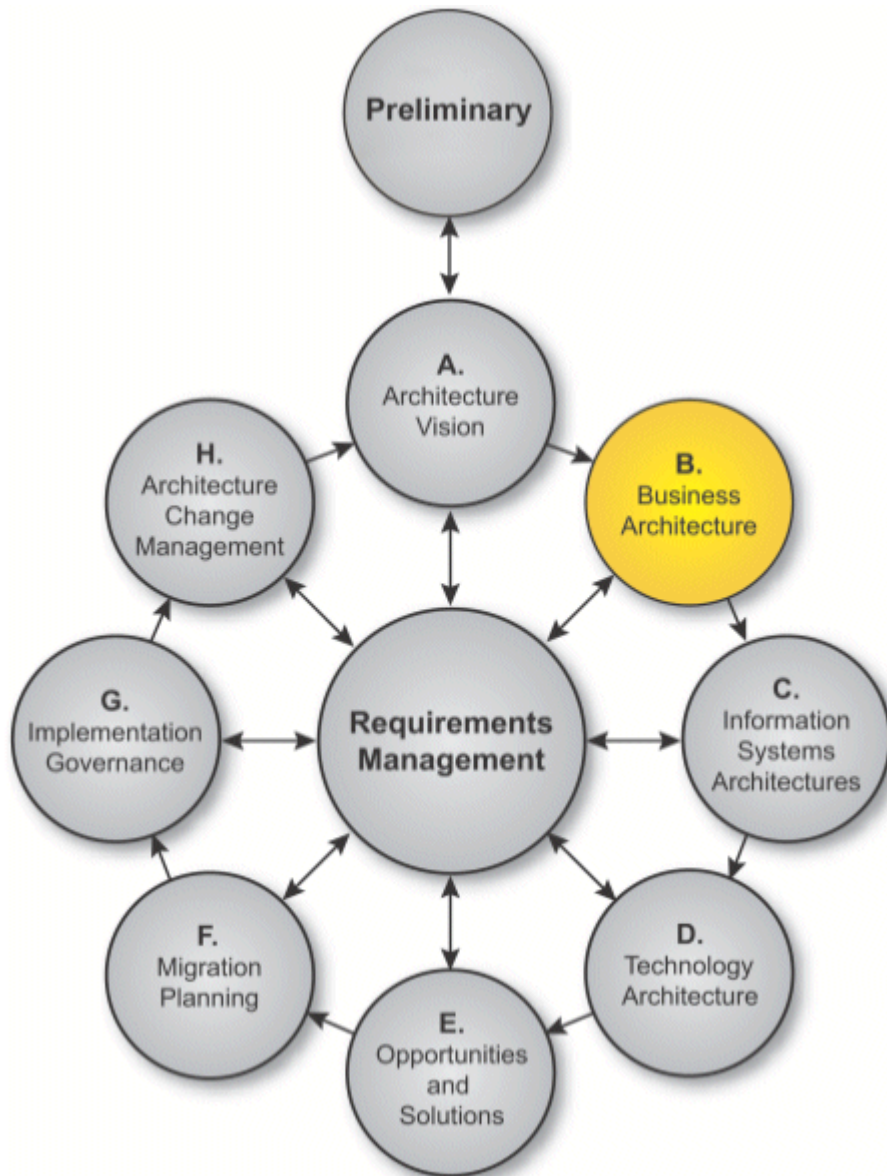 Preliminary
A.
Architecture
Vision
H.
Architecture
Change
Management
B.
Business
Architecture
G.
Implementation
Governance
Requirements
Management
C.
Information
Systems
Architectures
F.
Migration
Planning
D.
Technology
Architecture
E.
Opportunities
and
Solutions